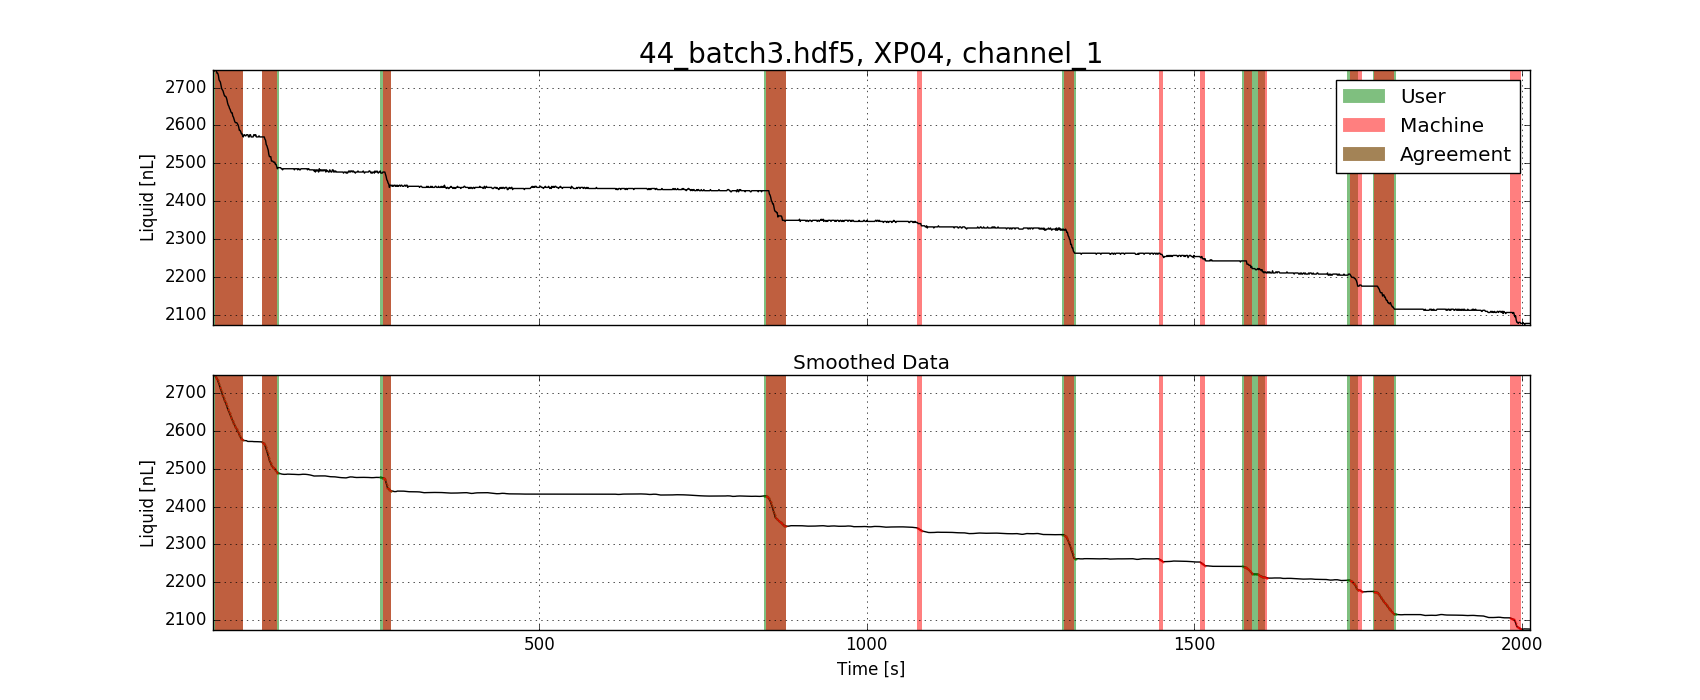 44_batch3.hdf5, XP04, channel_1
2700
2600
2500
2400
2300
2200
2100
Liquid [nL]
User
Machine
Agreement
Smoothed Data
2700
2600
2500
2400
2300
2200
2100
Liquid [nL]
500
1000
1500
2000
Time [s]